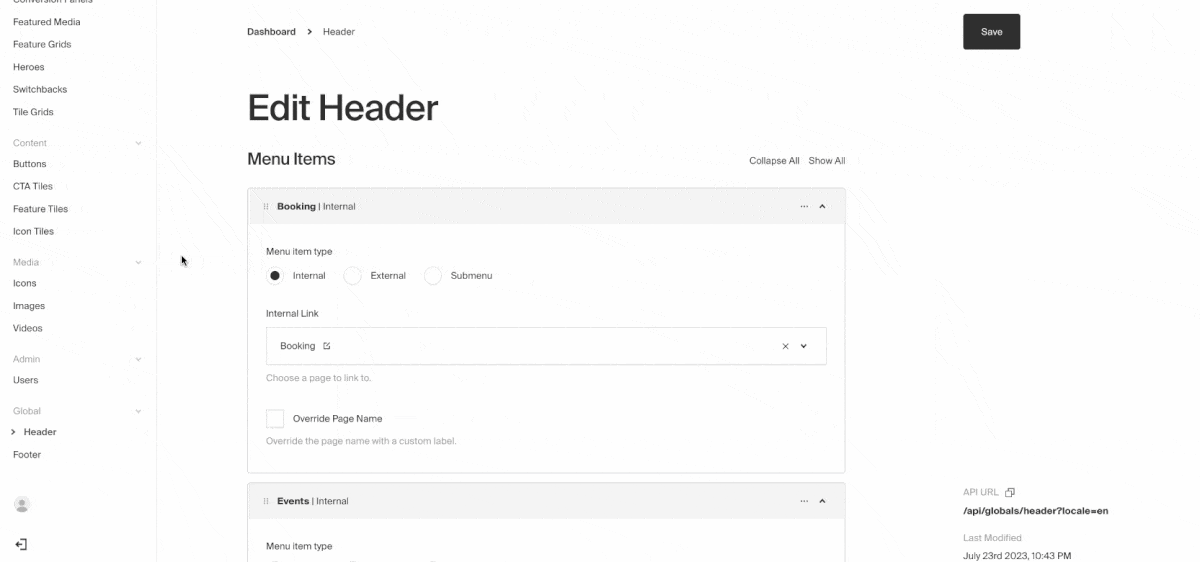 Conversion Panels
Featured Media
Feature Grids
Heroes
Switchbacks
Tile Grids
Content
Buttons
CTA Tiles
Feature Tiles
Icon Tiles
Media
Icons
Images
Videos
Admin
Users
Global
Header
Footer
Dashboard Header
Save
Edit Header
Menu Items
Collapse All Show All
Booking | Internal
Menu item type
Internal External Submenu
Internal Link
Booking
Choose a page to link to.
Override Page Name
Override the page name with a custom label.
Events | Internal
Menu item type
API URL
/api/globals/header?locale=en
Last Modified
July 23rd 2023, 10:43 PM